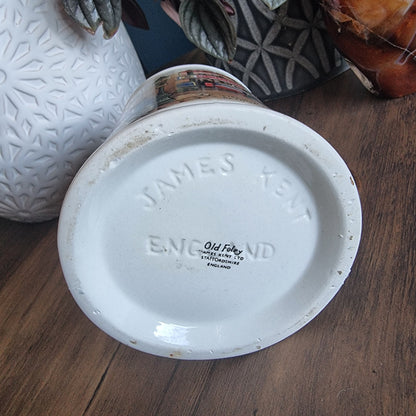 JAMES KENT
ENGLAND
Old Foley
JAMES KENT LTD
STAFFORDSHIRE
ENGLAND